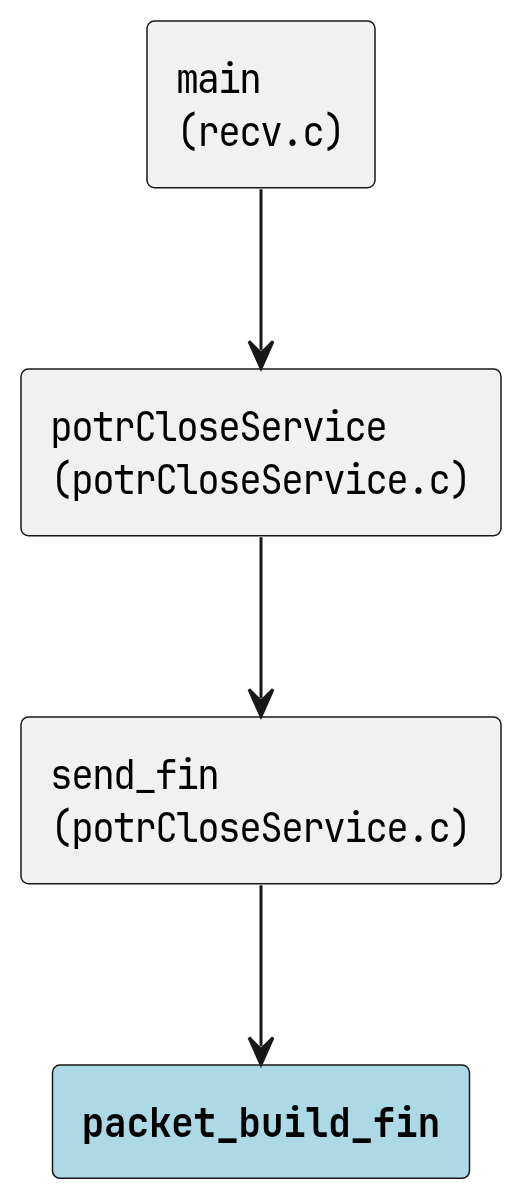 main
(recv.c)
potrCloseService
(potrCloseService.c)
send_fin
(potrCloseService.c)
packet_build_fin